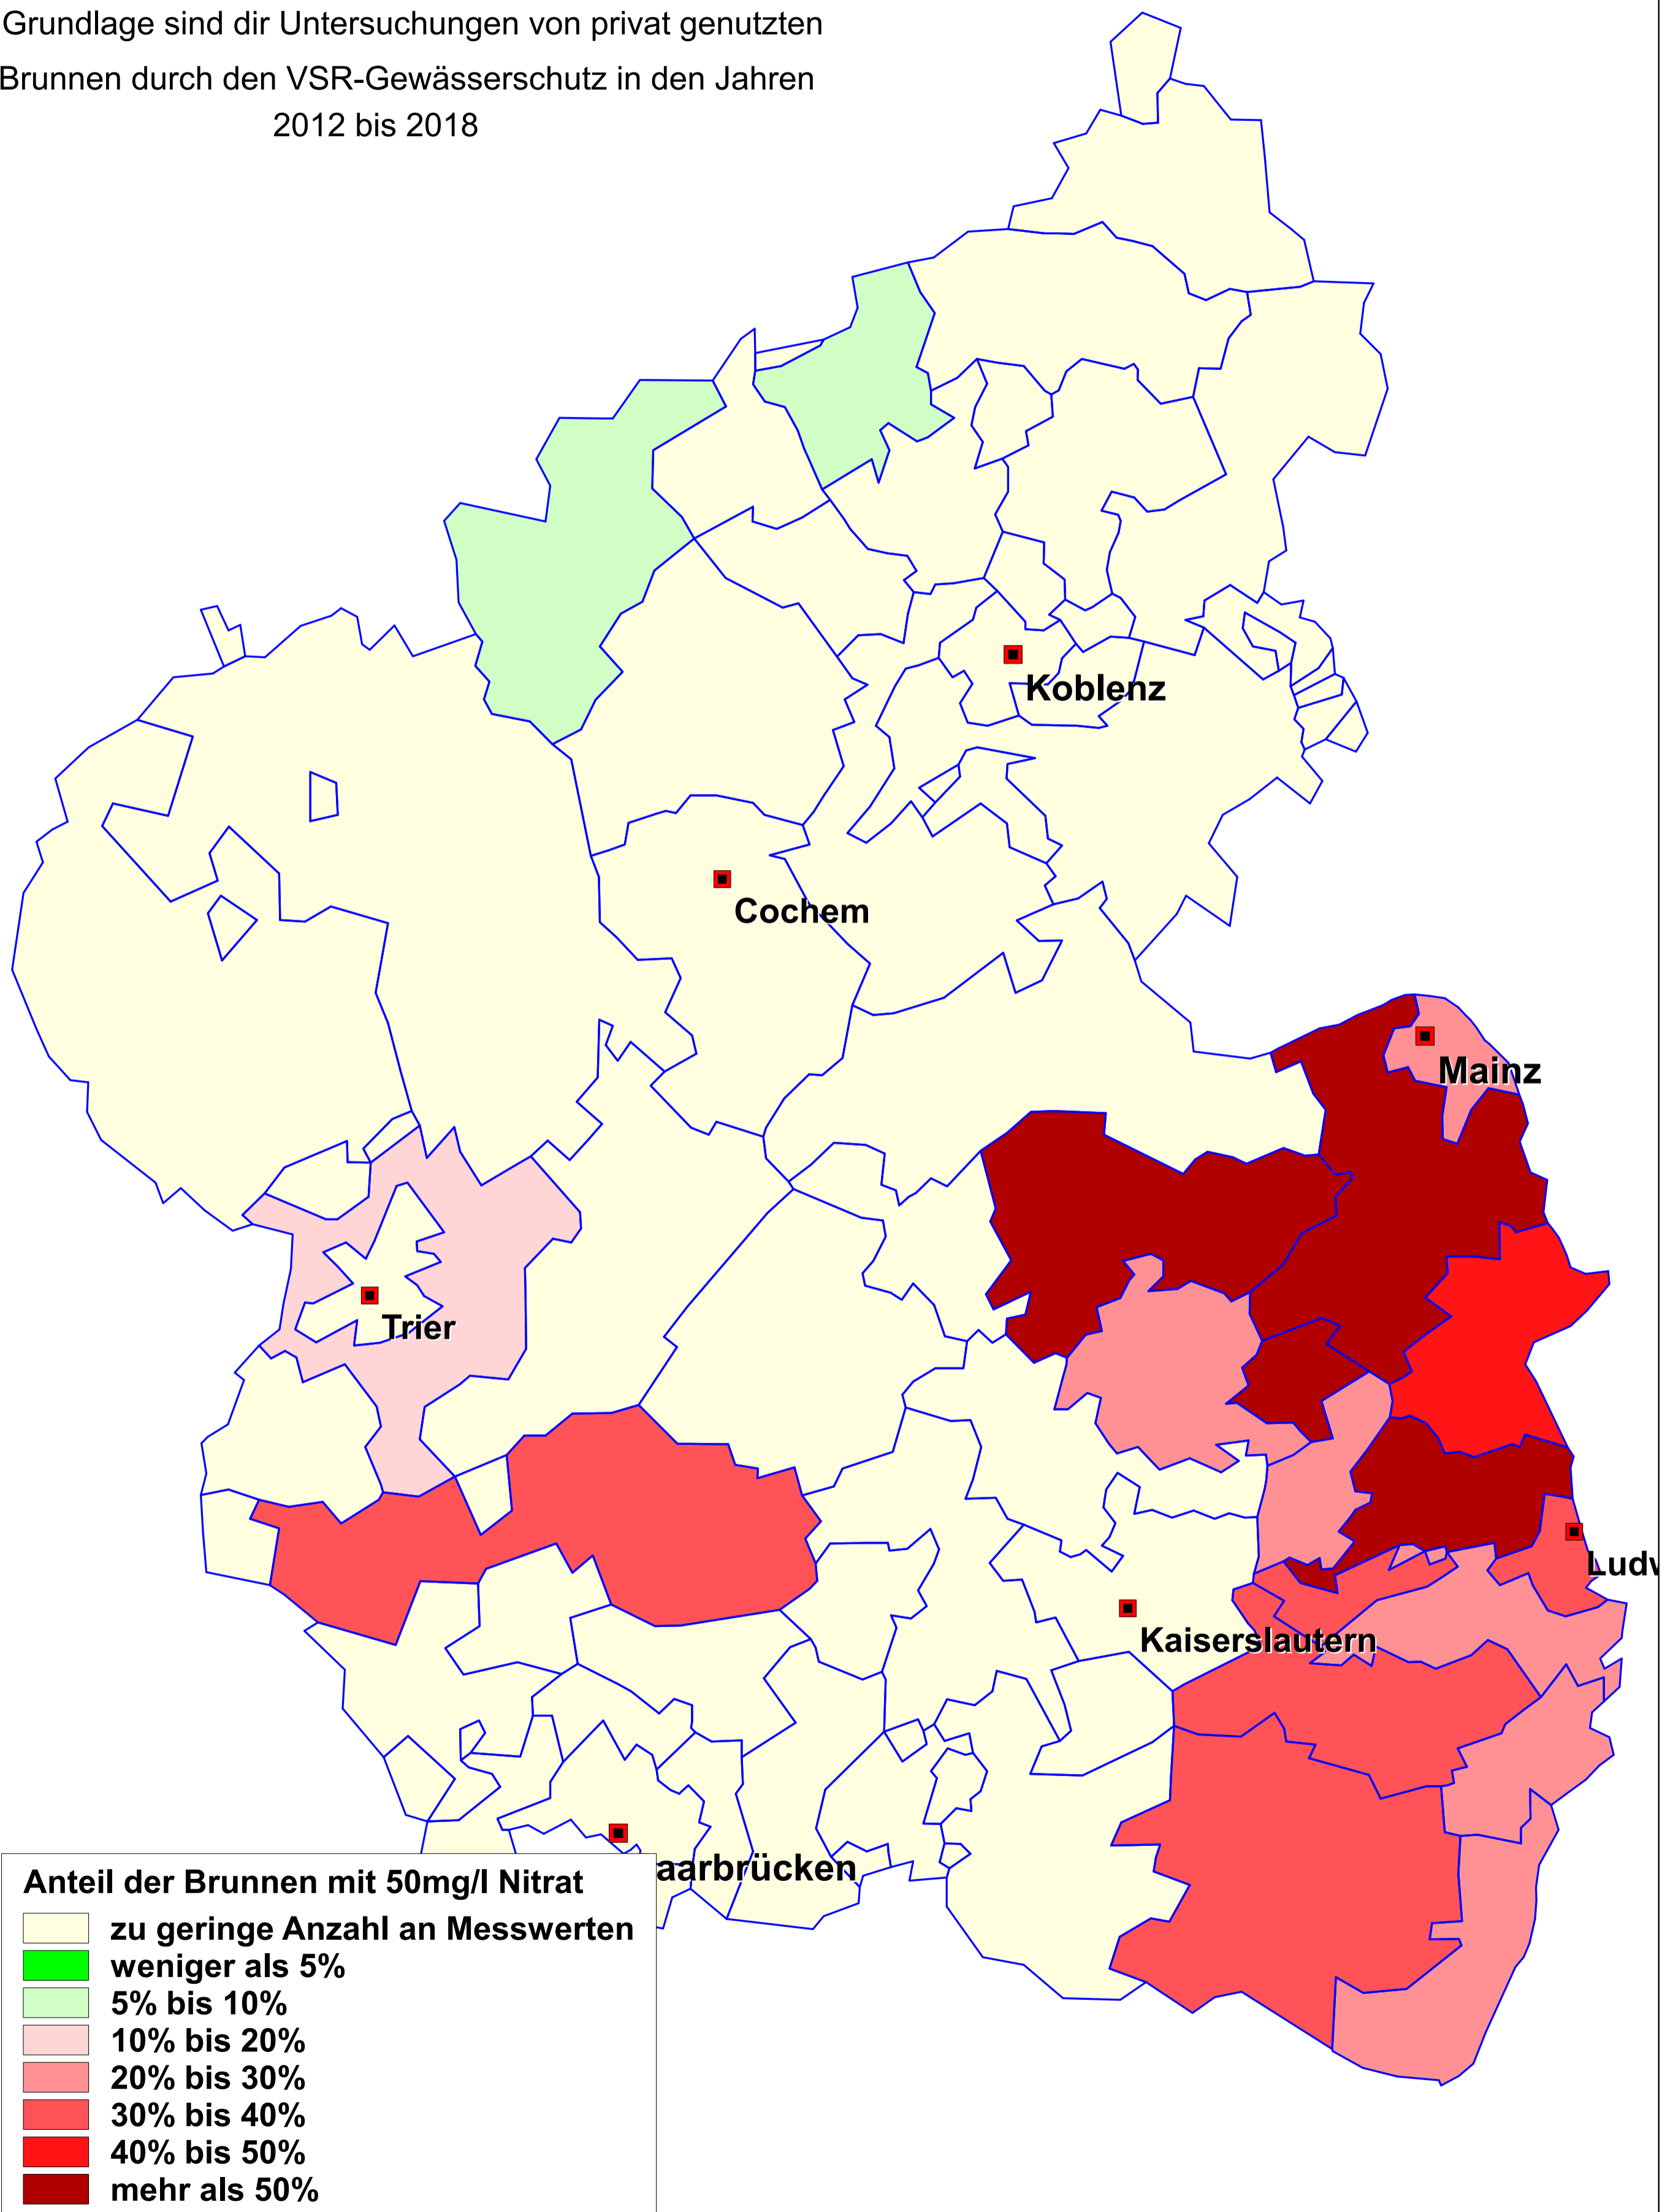 Grundlage sind dir Untersuchungen von privat genutzten
Brunnen durch den VSR-Gewässerschutz in den Jahren
2012 bis 2018
Koblenz
Cochem
Mainz
Trier
Ludw
Kaiserslautern
aarbrücken
Anteil der Brunnen mit 50mg/l Nitrat
zu geringe Anzahl an Messwerten
weniger als 5%
5% bis 10%
10% bis 20%
20% bis 30%
30% bis 40%
40% bis 50%
mehr als 50%